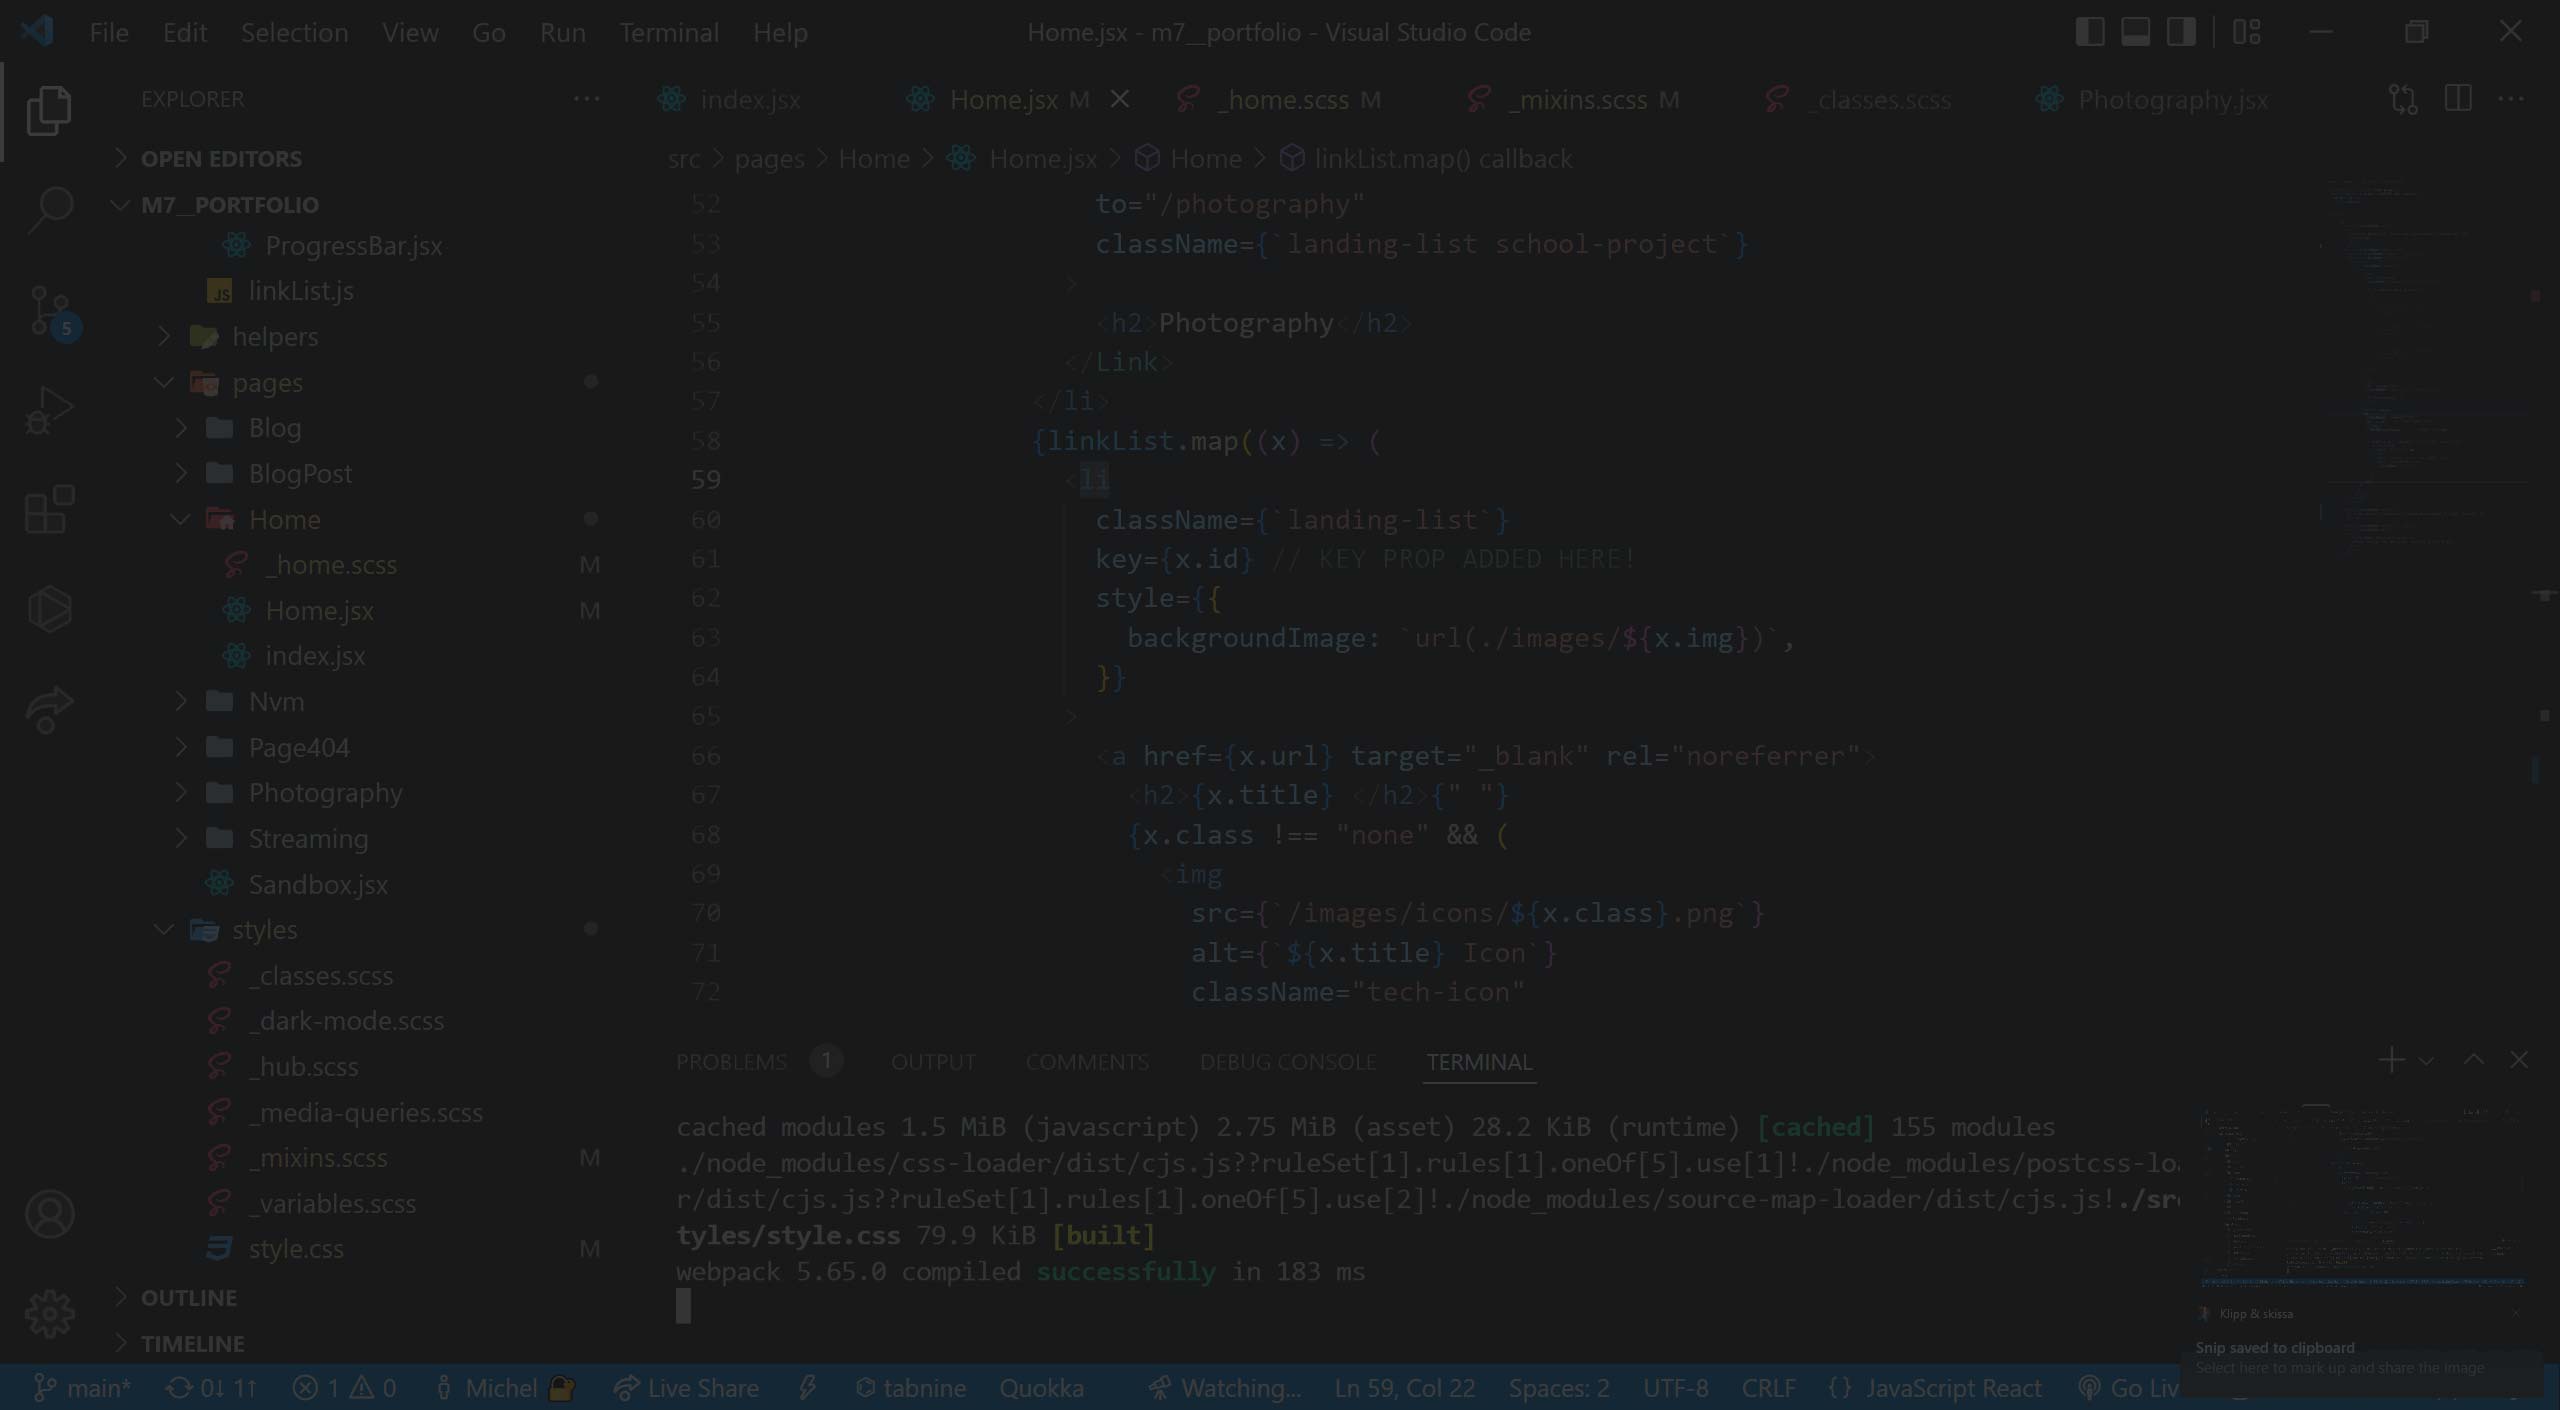 File Edit Selection View Go Run Terminal Help
Home.jsx - m7__portfolio - Visual Studio Code
EXPLORER
OPEN EDITORS
M7__PORTFOLIO
ProgressBar.jsx
JS linkList.js
helpers
pages
Blog
BlogPost
Home
_home.scss M
Home.jsx M
index.jsx
Nvm
Page404
Photography
Streaming
Sandbox.jsx
styles
_classes.scss
_dark-mode.scss
_hub.scss
_media-queries.scss
_mixins.scss M
_variables.scss
style.css M
OUTLINE
TIMELINE
5
index.jsx Home.jsx M _home.scss M _mixins.scss M _classes.scss Photography.jsx
src > pages > Home > Home.jsx > Home > linkList.map() callback
52 to="/photography"
53 className={`landing-list school-project`}
54 >
55 <h2>Photography</h2>
56 </Link>
57 </li>
58 {linkList.map((x) => (
59 <li
60 className={`landing-list`}
61 key={x.id} // KEY PROP ADDED HERE!
62 style={{
63 backgroundImage: `url(./images/${x.img})`,
64 }}
65 >
66 <a href={x.url} target="_blank" rel="noreferrer">
67 <h2>{x.title} </h2>{" "}
68 {x.class !== "none" && (
69 <img
70 src={`/images/icons/${x.class}.png`}
71 alt={`${x.title} Icon`}
72 className="tech-icon"
PROBLEMS 1 OUTPUT COMMENTS DEBUG CONSOLE TERMINAL
cached modules 1.5 MiB (javascript) 2.75 MiB (asset) 28.2 KiB (runtime) [cached] 155 modules
./node_modules/css-loader/dist/cjs.js??ruleSet[1].rules[1].oneOf[5].use[1]!./node_modules/postcss-loa
r/dist/cjs.js??ruleSet[1].rules[1].oneOf[5].use[2]!./node_modules/source-map-loader/dist/cjs.js!./src
tyles/style.css 79.9 KiB [built]
webpack 5.65.0 compiled successfully in 183 ms
Klipp & skissa
Snip saved to clipboard
Select here to mark up and share the image
main* 0↓ 1↑ 1 0 Michel Live Share tabnine Quokka Watching... Ln 59, Col 22 Spaces: 2 UTF-8 CRLF {} JavaScript React Go Liv